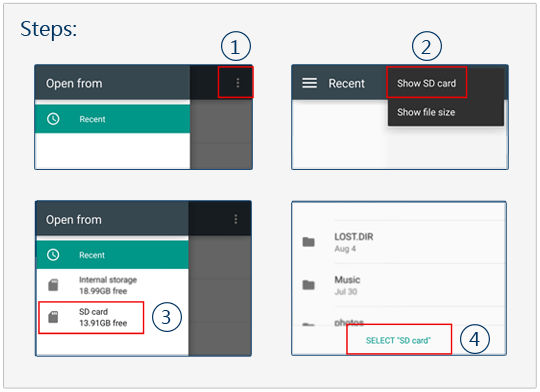 Steps:
1
Open from
Recent
2
Recent
Show SD card
Show file size
Open from
Recent
Internal storage
18.99GB free
SD card
13.91GB free
3
LOST.DIR
Aug 4
Music
Jul 30
photos
SELECT "SD card"
4